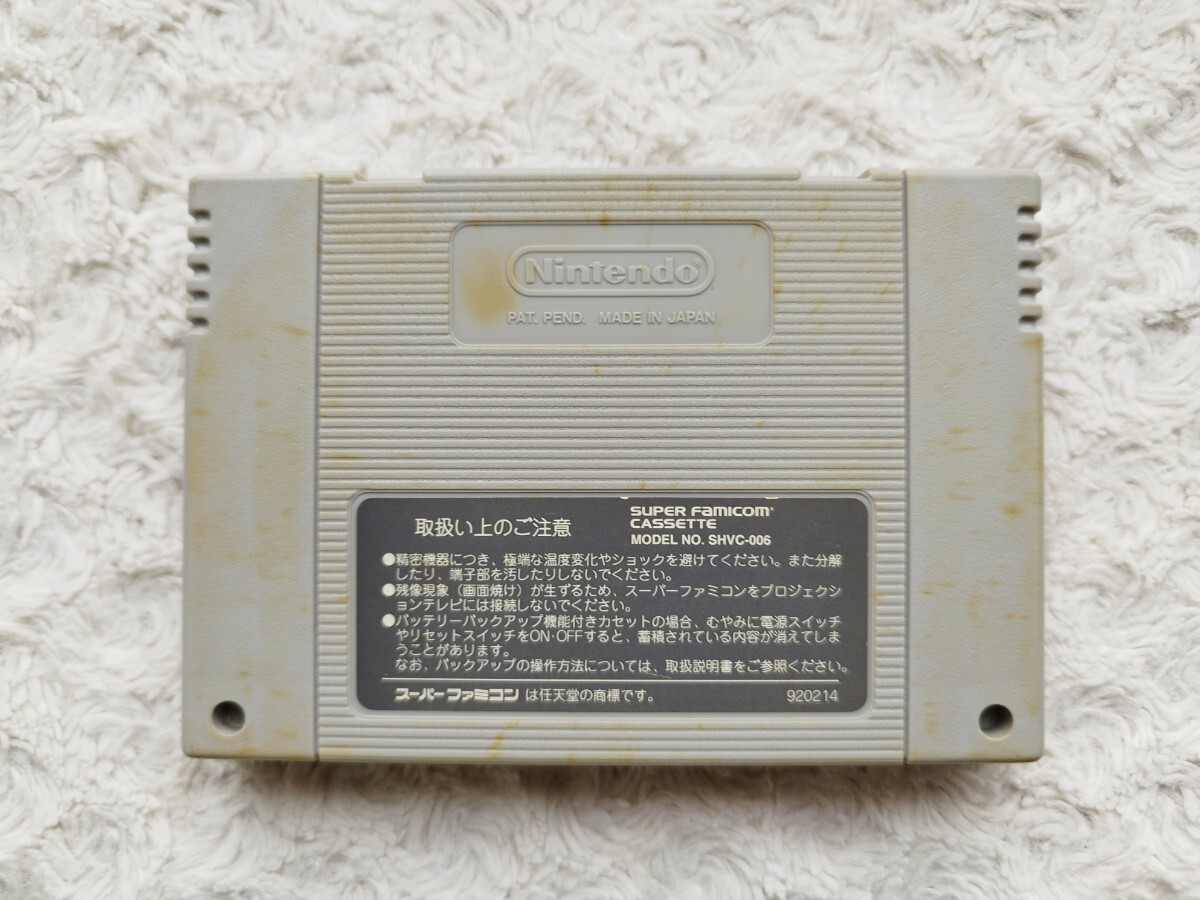 Nintendo®
PAT. PEND. MADE IN JAPAN
取扱い上のご注意
SUPER FAMICOM®
CASSETTE
MODEL NO. SHVC-006
●精密機器につき、極端な温度変化やショックを避けてください。また分解
したり、端子部を汚したりしないでください。
●残像現象（画面焼け）が生ずるため、スーパーファミコンをプロジェクシ
ョンテレビには接続しないでください。
●バッテリーバックアップ機能付きカセットの場合、むやみに電源スイッチ
やリセットスイッチをON・OFFすると、蓄積されている内容が消えてしま
うことがあります。
なお、バックアップの操作方法については、取扱説明書をご参照ください。
スーパーファミコン は任天堂の商標です。
920214